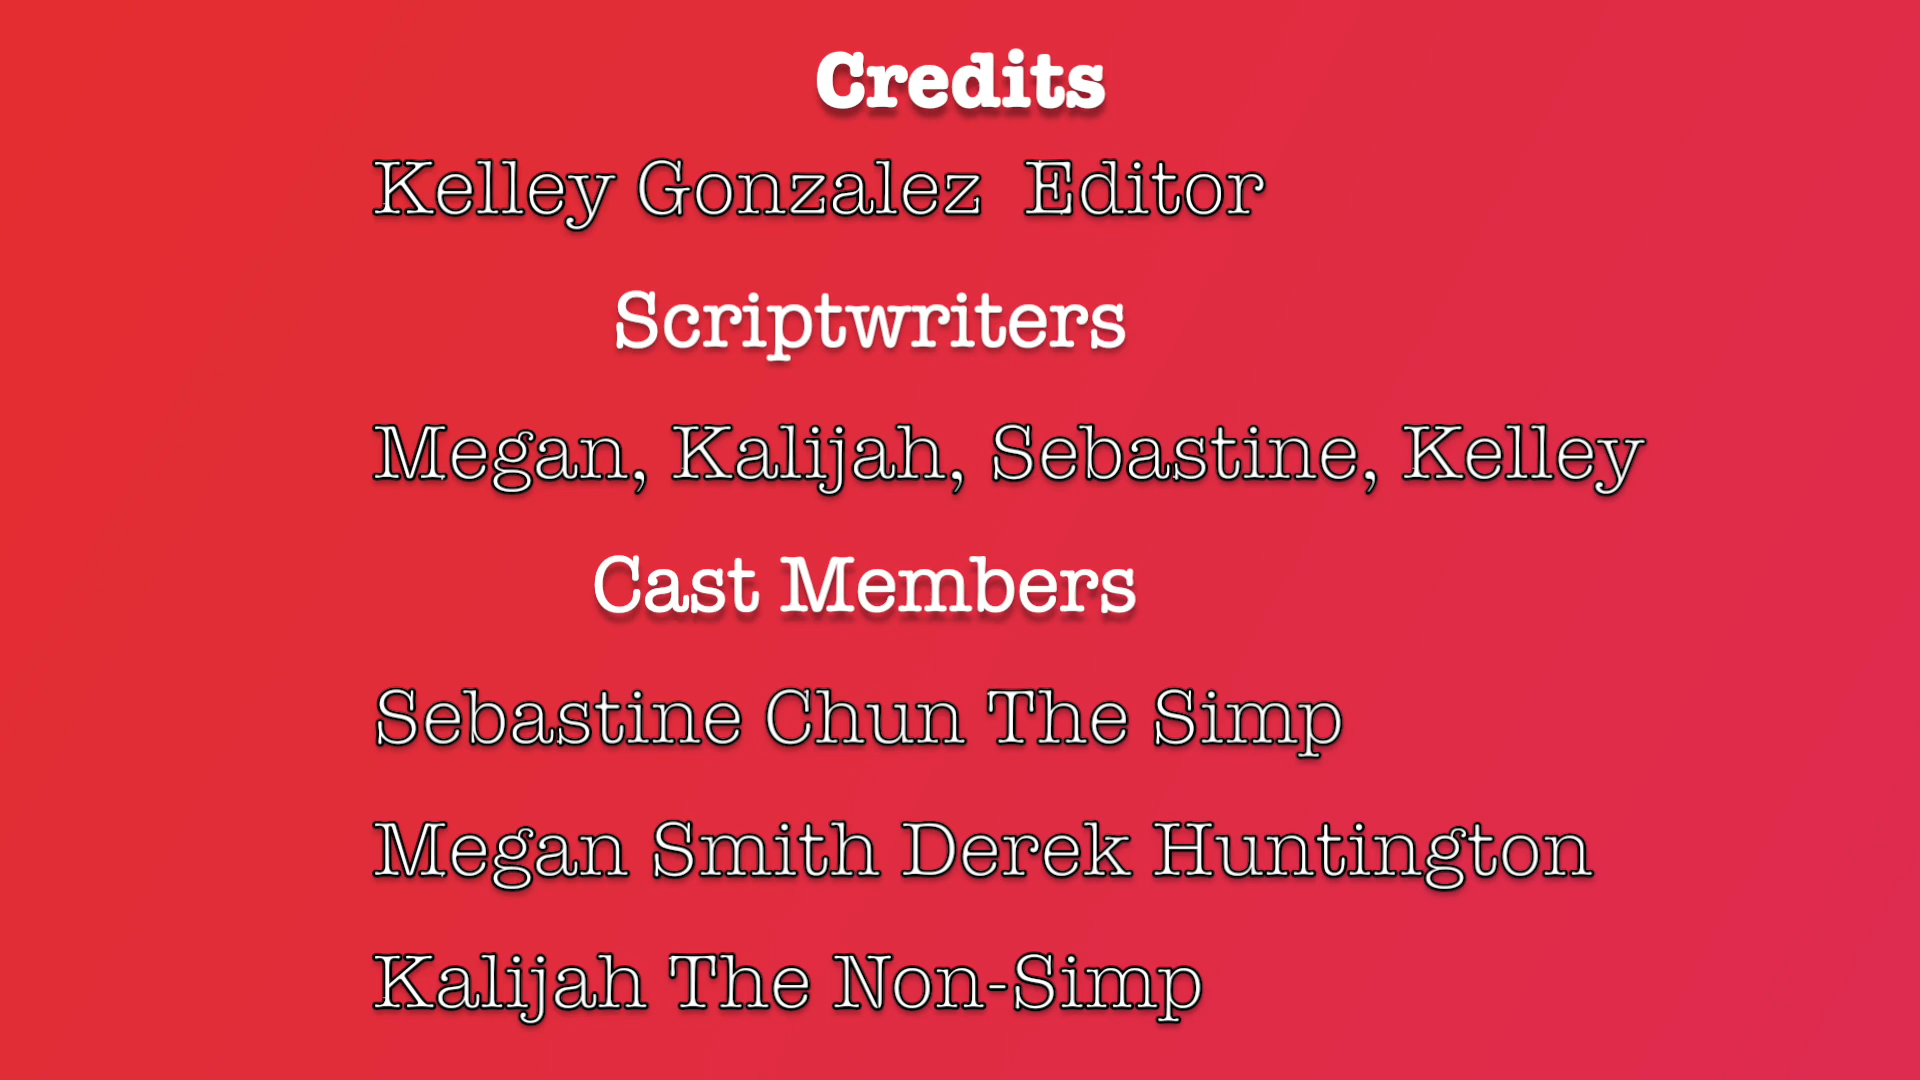 Credits
Kelley Gonzalez  Editor
Scriptwriters
Megan, Kalijah, Sebastine, Kelley
Cast Members
Sebastine Chun The Simp
Megan Smith Derek Huntington
Kalijah The Non-Simp